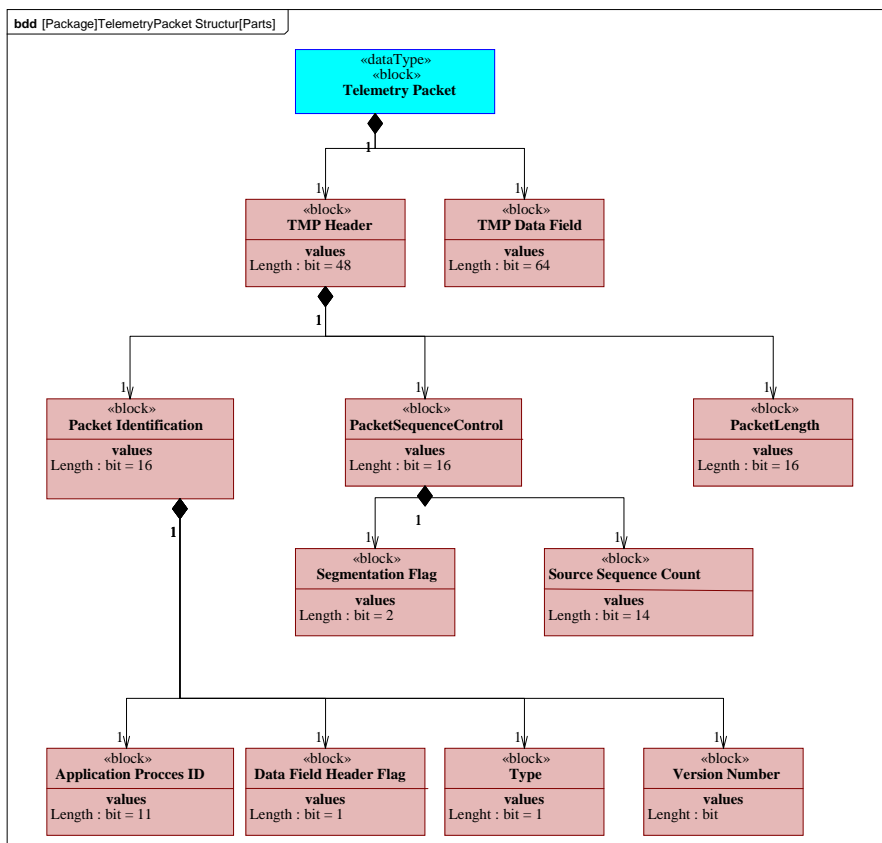 bdd [Package]TelemetryPacket Structur[Parts]
«dataType»
«block»
Telemetry Packet
1
1
1
«block»
TMP Header
values
Length : bit = 48
«block»
TMP Data Field
values
Length : bit = 64
1
1
1
1
«block»
Packet Identification
values
Length : bit = 16
«block»
PacketSequenceControl
values
Lenght : bit = 16
«block»
PacketLength
values
Legnth : bit = 16
1
1
1
1
«block»
Segmentation Flag
values
Length : bit = 2
«block»
Source Sequence Count
values
Length : bit = 14
1
1
1
1
«block»
Application Procces ID
values
Length : bit = 11
«block»
Data Field Header Flag
values
Length : bit = 1
«block»
Type
values
Lenght : bit = 1
«block»
Version Number
values
Lenght : bit